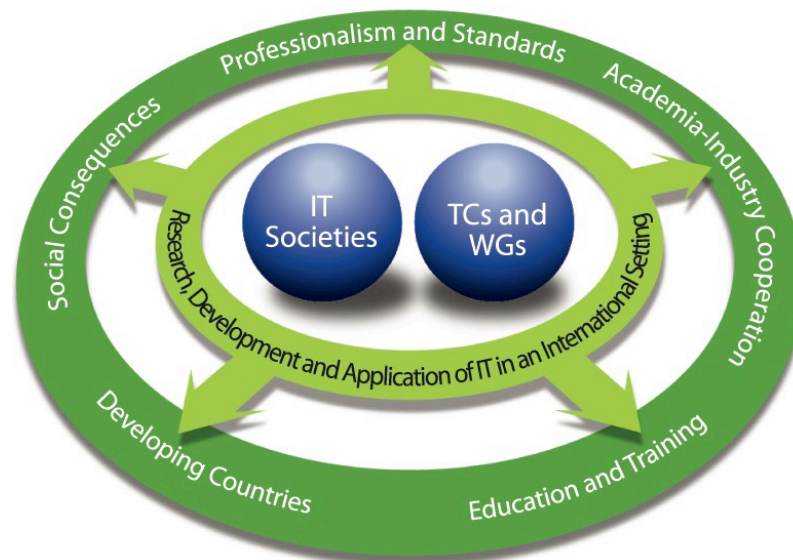 Professionalism and Standards
Academia-Industry Cooperation
Social Consequences
IT
Societies
TCs and
WGs
Research, Development and Application of IT in an International Setting
Developing Countries
Education and Training